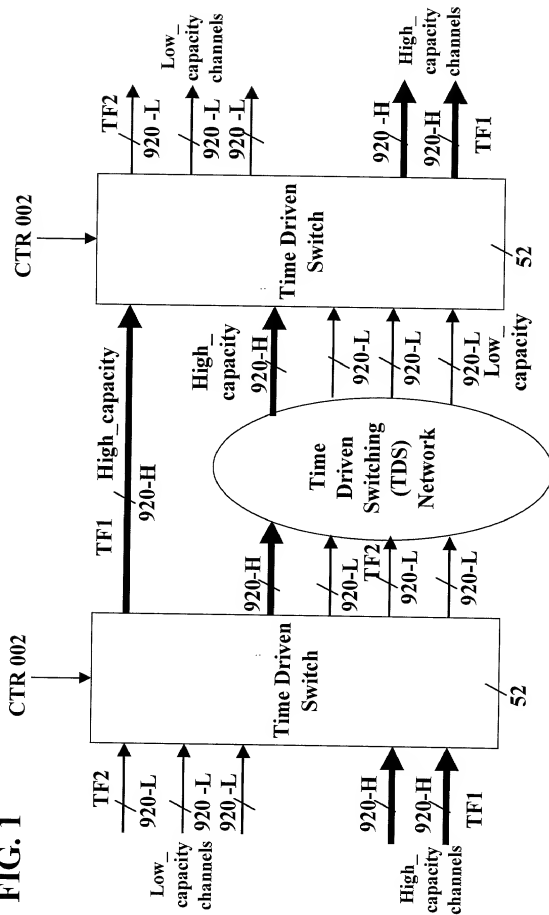 FIG. 1
CTR 002
CTR 002
TF2
920-L
Low_
capacity
channels
920 -L
920 -L
920-H
High_
capacity
channels
920-H
TF1
Time Driven
Switch
52
TF1
High_capacity
920-H
920-H
920-L
TF2
920-L
920-L
Time
Driven
Switching
(TDS)
Network
High_
capacity
920-H
920-L
920-L
920-L
Low_
capacity
Time Driven
Switch
52
TF2
920 -L
Low_
capacity
channels
920 -L
920 -L
920 -H
High_
capacity
channels
920-H
TF1